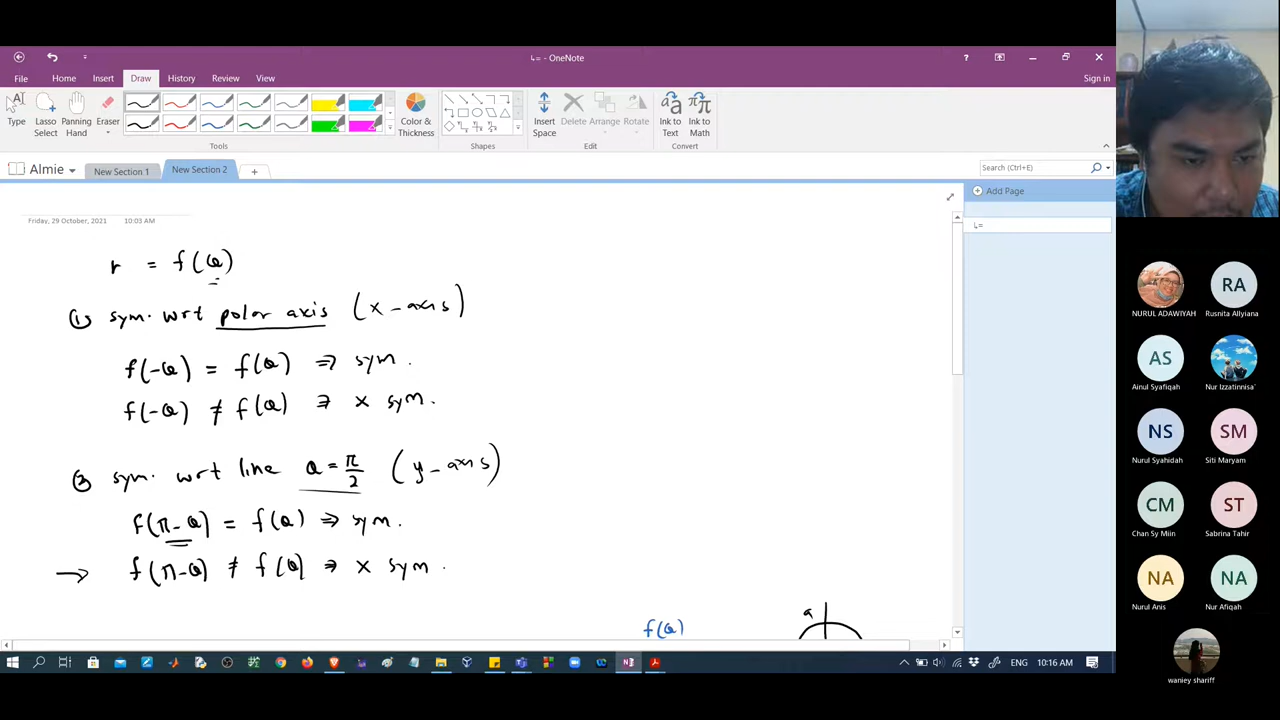 ↳= - OneNote
File Home Insert Draw History Review View
Sign in
Type
Lasso Select
Panning Hand
Eraser
Color & Thickness
Insert Space
Delete
Arrange
Rotate
Ink to Text
Ink to Math
Tools
Shapes
Edit
Convert
Almie
New Section 1
New Section 2
Search (Ctrl+E)
Add Page
↳=
Friday, 29 October, 2021 10:03 AM
r = f(θ)
(1) sym. wrt polar axis (x-axis)
f(-θ) = f(θ) ⇒ sym.
f(-θ) ≠ f(θ) ⇒ x sym.
(2) sym. wrt line θ = π/2 (y-axis)
f(π-θ) = f(θ) ⇒ sym.
→ f(π-θ) ≠ f(θ) ⇒ x sym.
f(θ)
a
NURUL ADAWIYAH
RA
Rusnita Allyiana
AS
Ainul Syafiqah
Nur Izzatinnisa'
NS
Nurul Syahidah
SM
Siti Maryam
CM
Chan Sy Miin
ST
Sabrina Tahir
NA
Nurul Anis
NA
Nur Afiqah
waniey shariff
ENG 10:16 AM